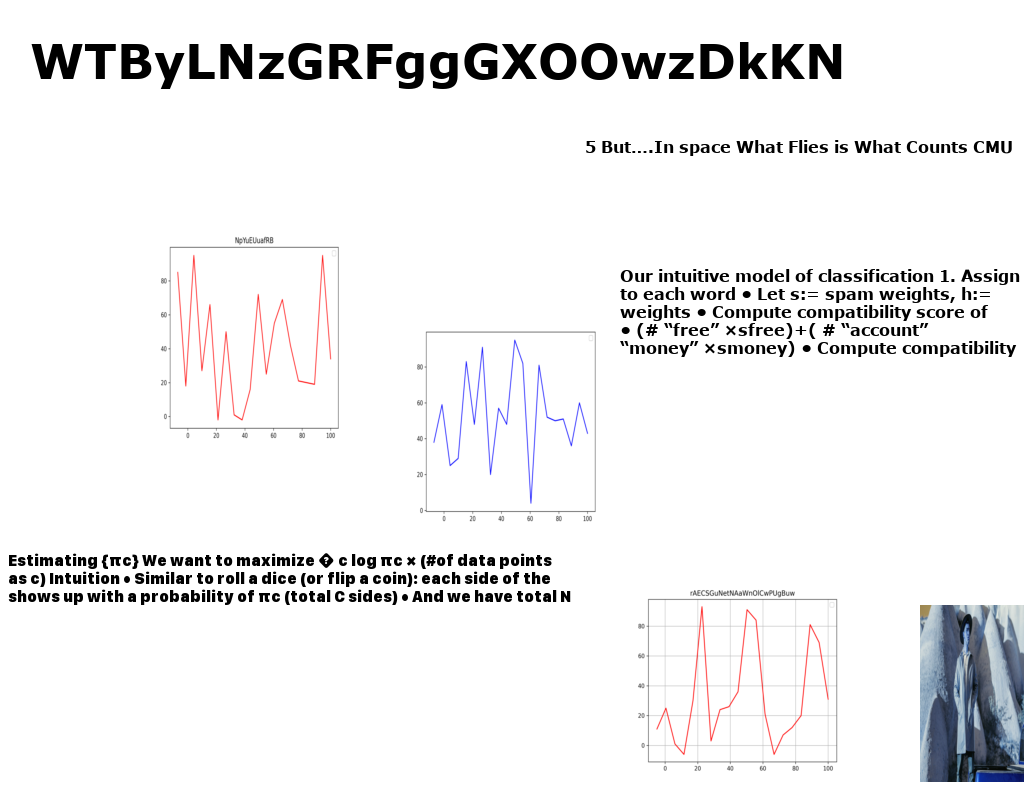 WTByLNzGRFggGXOOwzDkKN
5 But....In space What Flies is What Counts CMU
NpYuEUuafRB
80
60
40
20
0
0 20 40 60 80 100
Our intuitive model of classification 1. Assign
to each word • Let s:= spam weights, h:=
weights • Compute compatibility score of
• (# “free” ×sfree)+( # “account”
“money” ×smoney) • Compute compatibility
80
60
40
20
0
0 20 40 60 80 100
Estimating {πc} We want to maximize � c log πc × (#of data points
as c) Intuition • Similar to roll a dice (or flip a coin): each side of the
shows up with a probability of πc (total C sides) • And we have total N
rAECSGuNetNAaWnOlCwPUgBuw
80
60
40
20
0
0 20 40 60 80 100